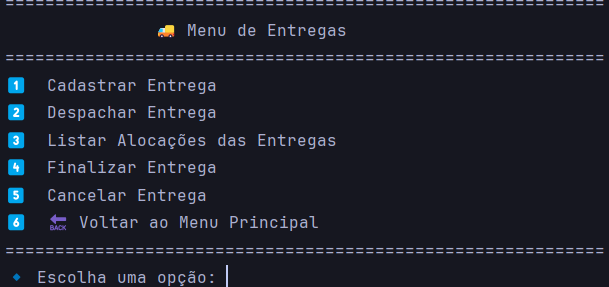 ============================================================
🚚 Menu de Entregas
============================================================
1️⃣ Cadastrar Entrega
2️⃣ Despachar Entrega
3️⃣ Listar Alocações das Entregas
4️⃣ Finalizar Entrega
5️⃣ Cancelar Entrega
6️⃣ 🔙 Voltar ao Menu Principal
============================================================
🔹 Escolha uma opção: